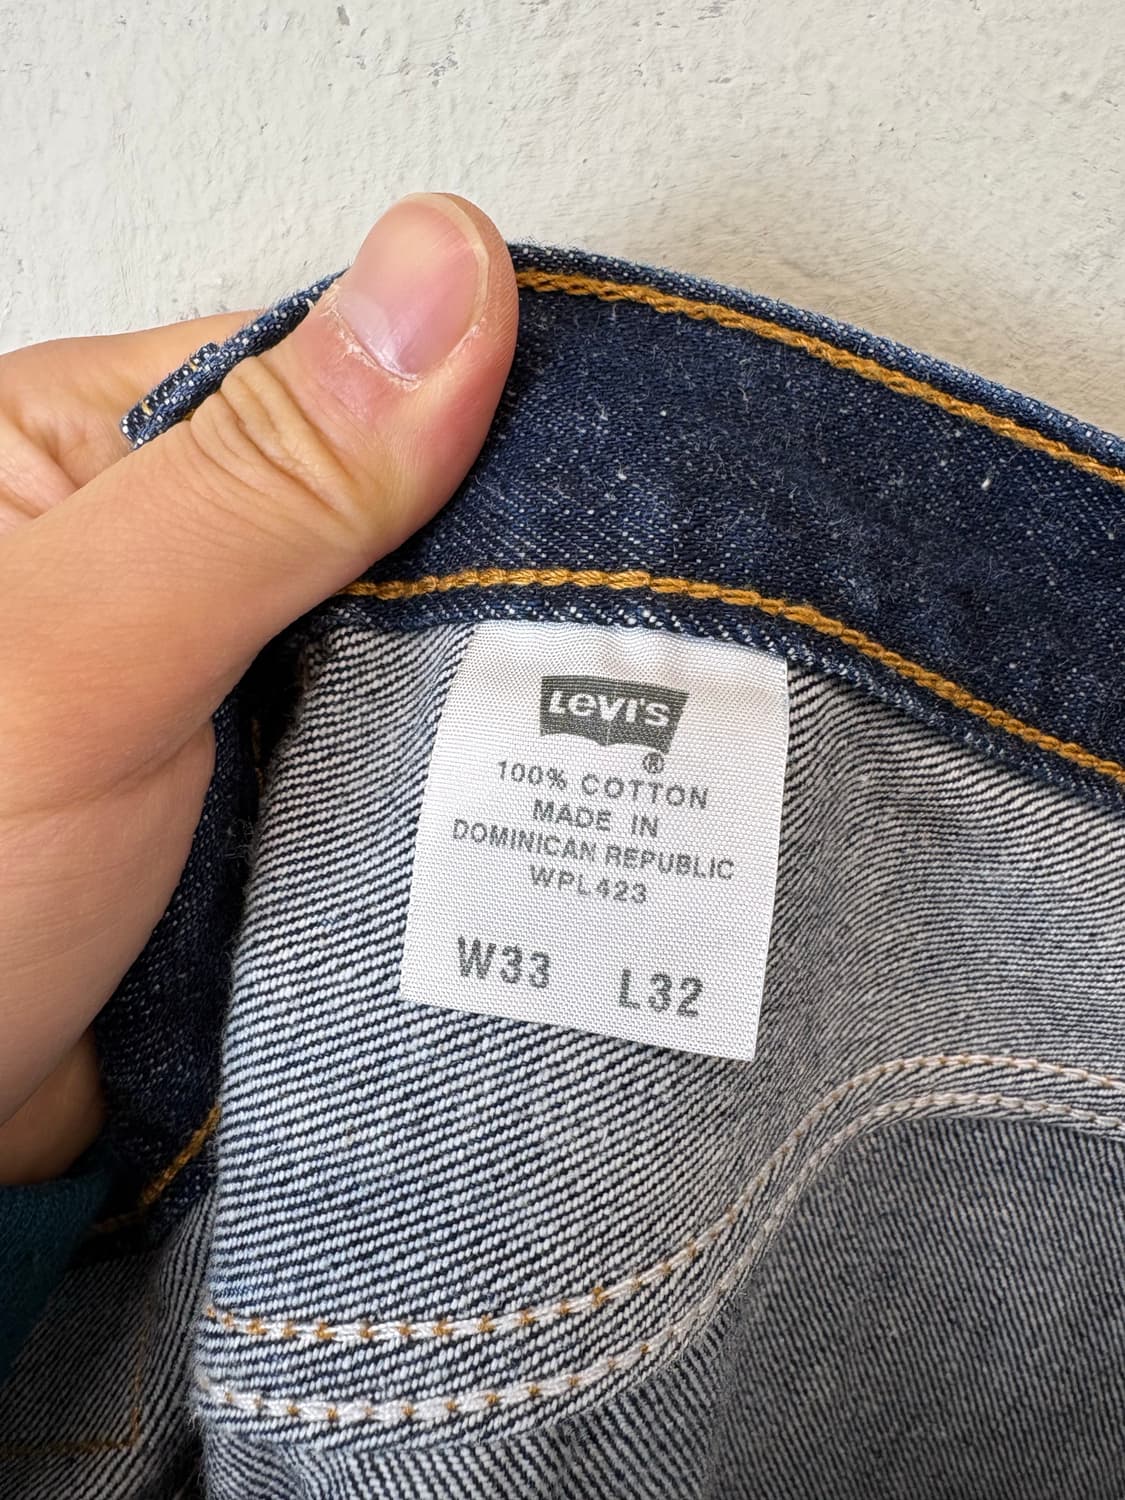 Levi's
®
100% COTTON
MADE IN
DOMINICAN REPUBLIC
WPL423
W33 L32